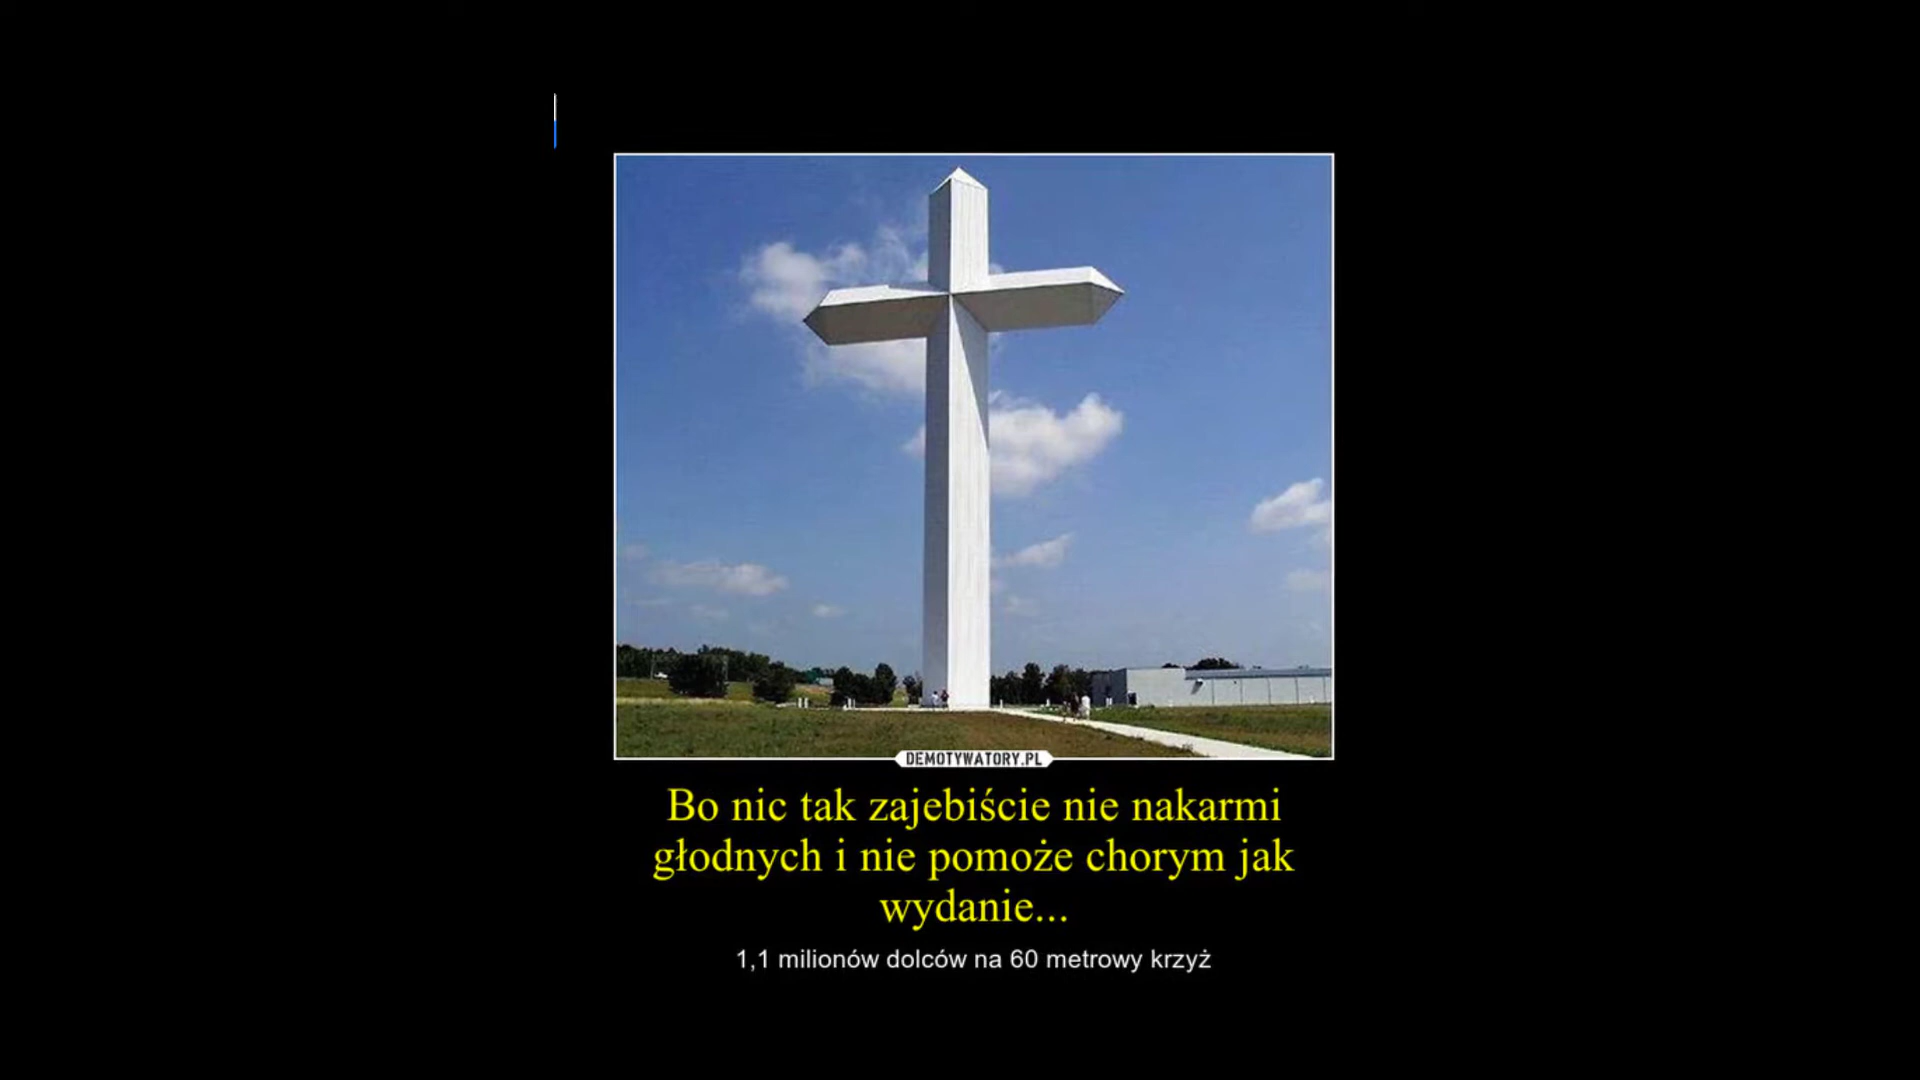 DEMOTYWATORY.PL
Bo nic tak zajebiście nie nakarmi
głodnych i nie pomoże chorym jak
wydanie...
1,1 milionów dolców na 60 metrowy krzyż